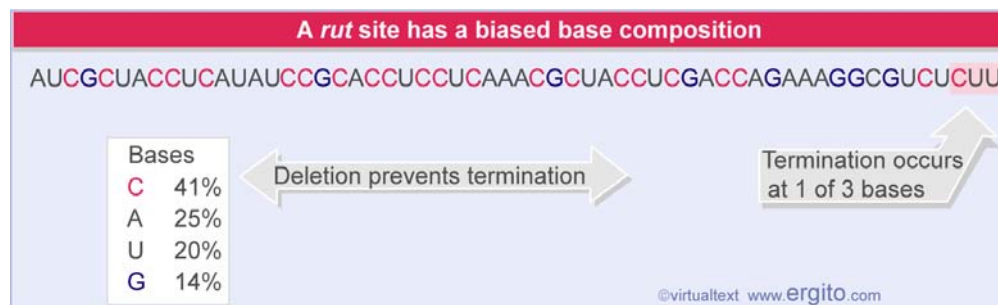 A rut site has a biased base composition
AUCGCUACCUCAUAUCCGCACCUCCUCAAACGCUACCUCGACCAGAAAGGCGUCUCUU
Bases
C 41%
A 25%
U 20%
G 14%
Deletion prevents termination
Termination occurs
at 1 of 3 bases
©virtualtext www.ergito.com